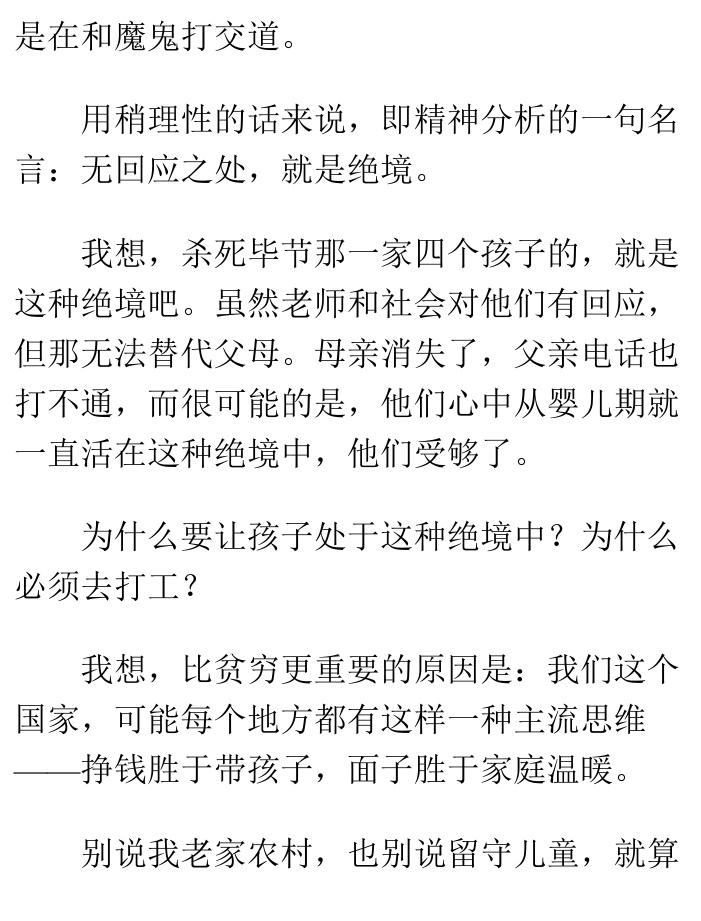 是在和魔鬼打交道。
用稍理性的话来说，即精神分析的一句名
言：无回应之处，就是绝境。
我想，杀死毕节那一家四个孩子的，就是
这种绝境吧。虽然老师和社会对他们有回应，
但那无法替代父母。母亲消失了，父亲电话也
打不通，而很可能的是，他们心中从婴儿期就
一直活在这种绝境中，他们受够了。
为什么要让孩子处于这种绝境中？为什么
必须去打工？
我想，比贫穷更重要的原因是：我们这个
国家，可能每个地方都有这样一种主流思维
——挣钱胜于带孩子，面子胜于家庭温暖。
别说我老家农村，也别说留守儿童，就算